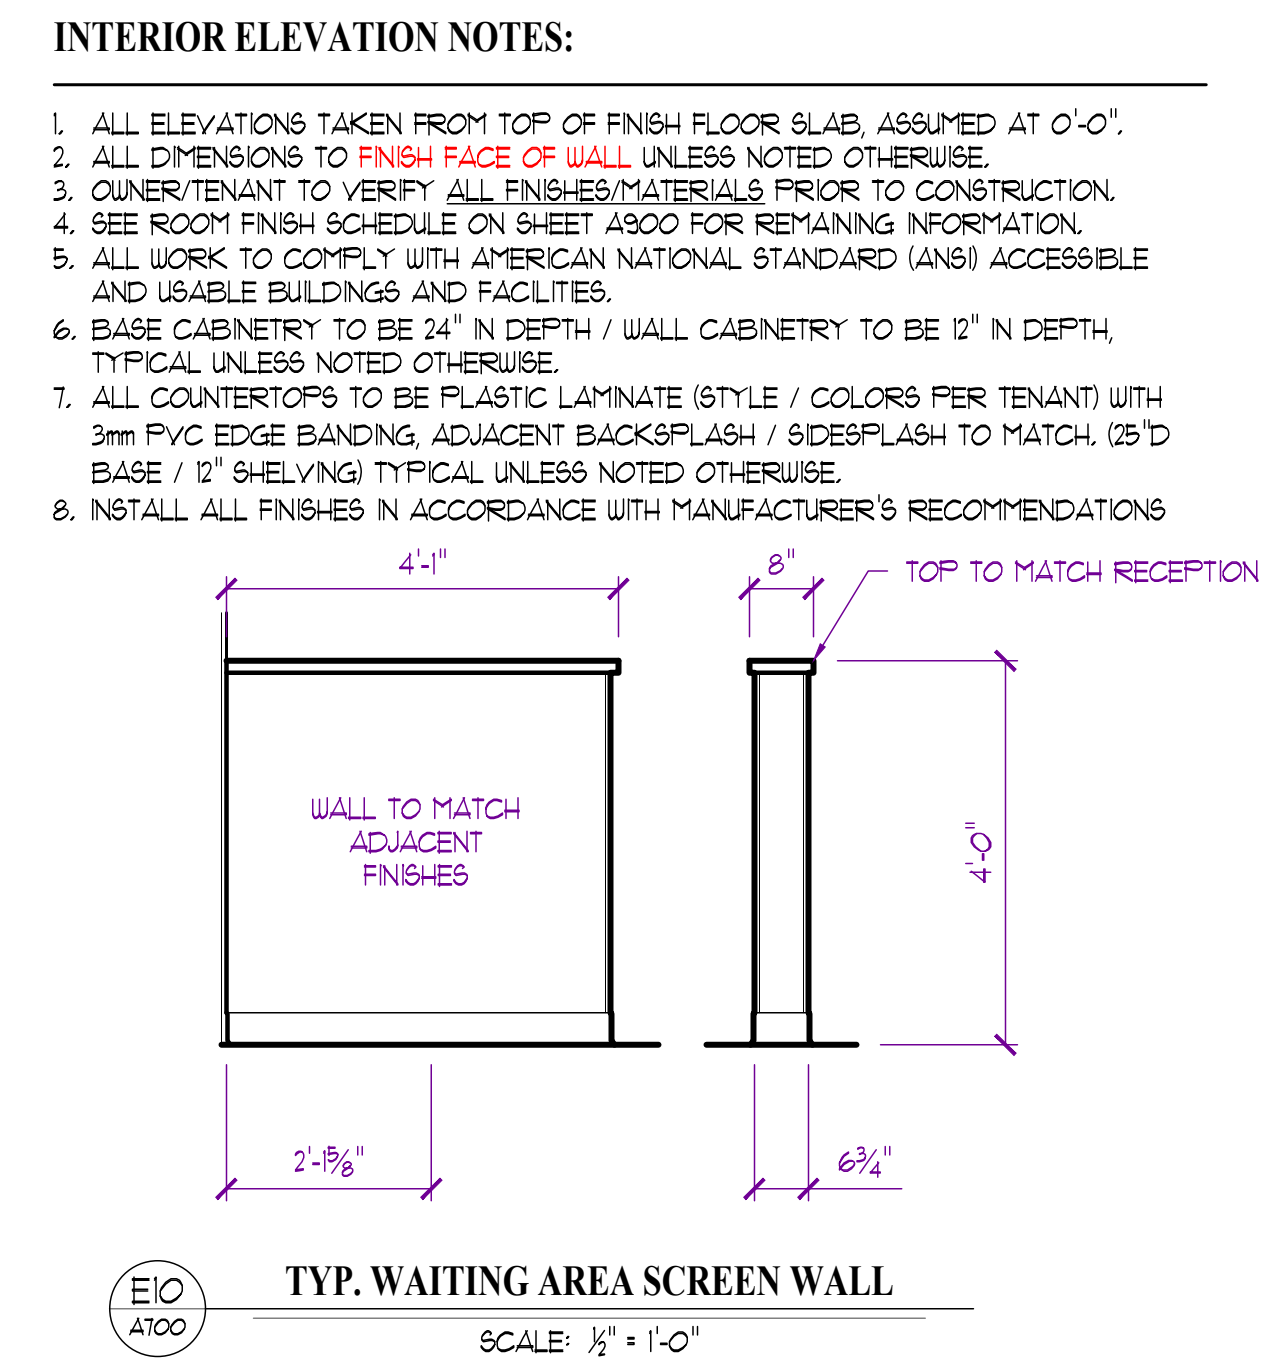 INTERIOR ELEVATION NOTES:
1. ALL ELEVATIONS TAKEN FROM TOP OF FINISH FLOOR SLAB, ASSUMED AT 0'-0".
2. ALL DIMENSIONS TO FINISH FACE OF WALL UNLESS NOTED OTHERWISE.
3. OWNER/TENANT TO VERIFY ALL FINISHES/MATERIALS PRIOR TO CONSTRUCTION.
4. SEE ROOM FINISH SCHEDULE ON SHEET A900 FOR REMAINING INFORMATION.
5. ALL WORK TO COMPLY WITH AMERICAN NATIONAL STANDARD (ANSI) ACCESSIBLE
AND USABLE BUILDINGS AND FACILITIES.
6. BASE CABINETRY TO BE 24" IN DEPTH / WALL CABINETRY TO BE 12" IN DEPTH,
TYPICAL UNLESS NOTED OTHERWISE.
7. ALL COUNTERTOPS TO BE PLASTIC LAMINATE (STYLE / COLORS PER TENANT) WITH
3mm PVC EDGE BANDING, ADJACENT BACKSPLASH / SIDESPLASH TO MATCH. (25"D
BASE / 12" SHELVING) TYPICAL UNLESS NOTED OTHERWISE.
8. INSTALL ALL FINISHES IN ACCORDANCE WITH MANUFACTURER'S RECOMMENDATIONS
4'-1"
8"
TOP TO MATCH RECEPTION
WALL TO MATCH
ADJACENT
FINISHES
4'-0"
2'-1⅝"
6¾"
E10
A700
TYP. WAITING AREA SCREEN WALL
SCALE: ½" = 1'-0"